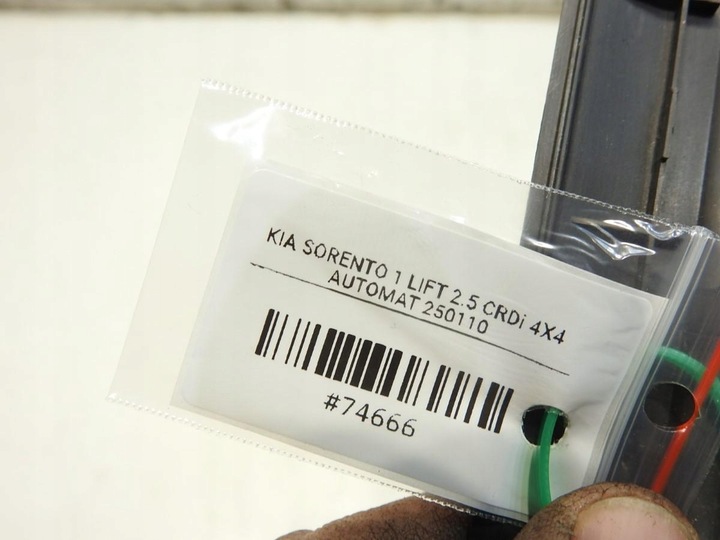 KIA SORENTO 1 LIFT 2.5 CRDi 4X4
AUTOMAT 250110
#74666